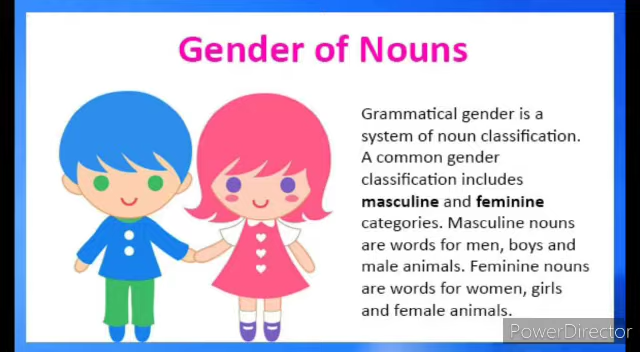 Gender of Nouns
Grammatical gender is a
system of noun classification.
A common gender
classification includes
masculine and feminine
categories. Masculine nouns
are words for men, boys and
male animals. Feminine nouns
are words for women, girls
and female animals.
PowerDirector